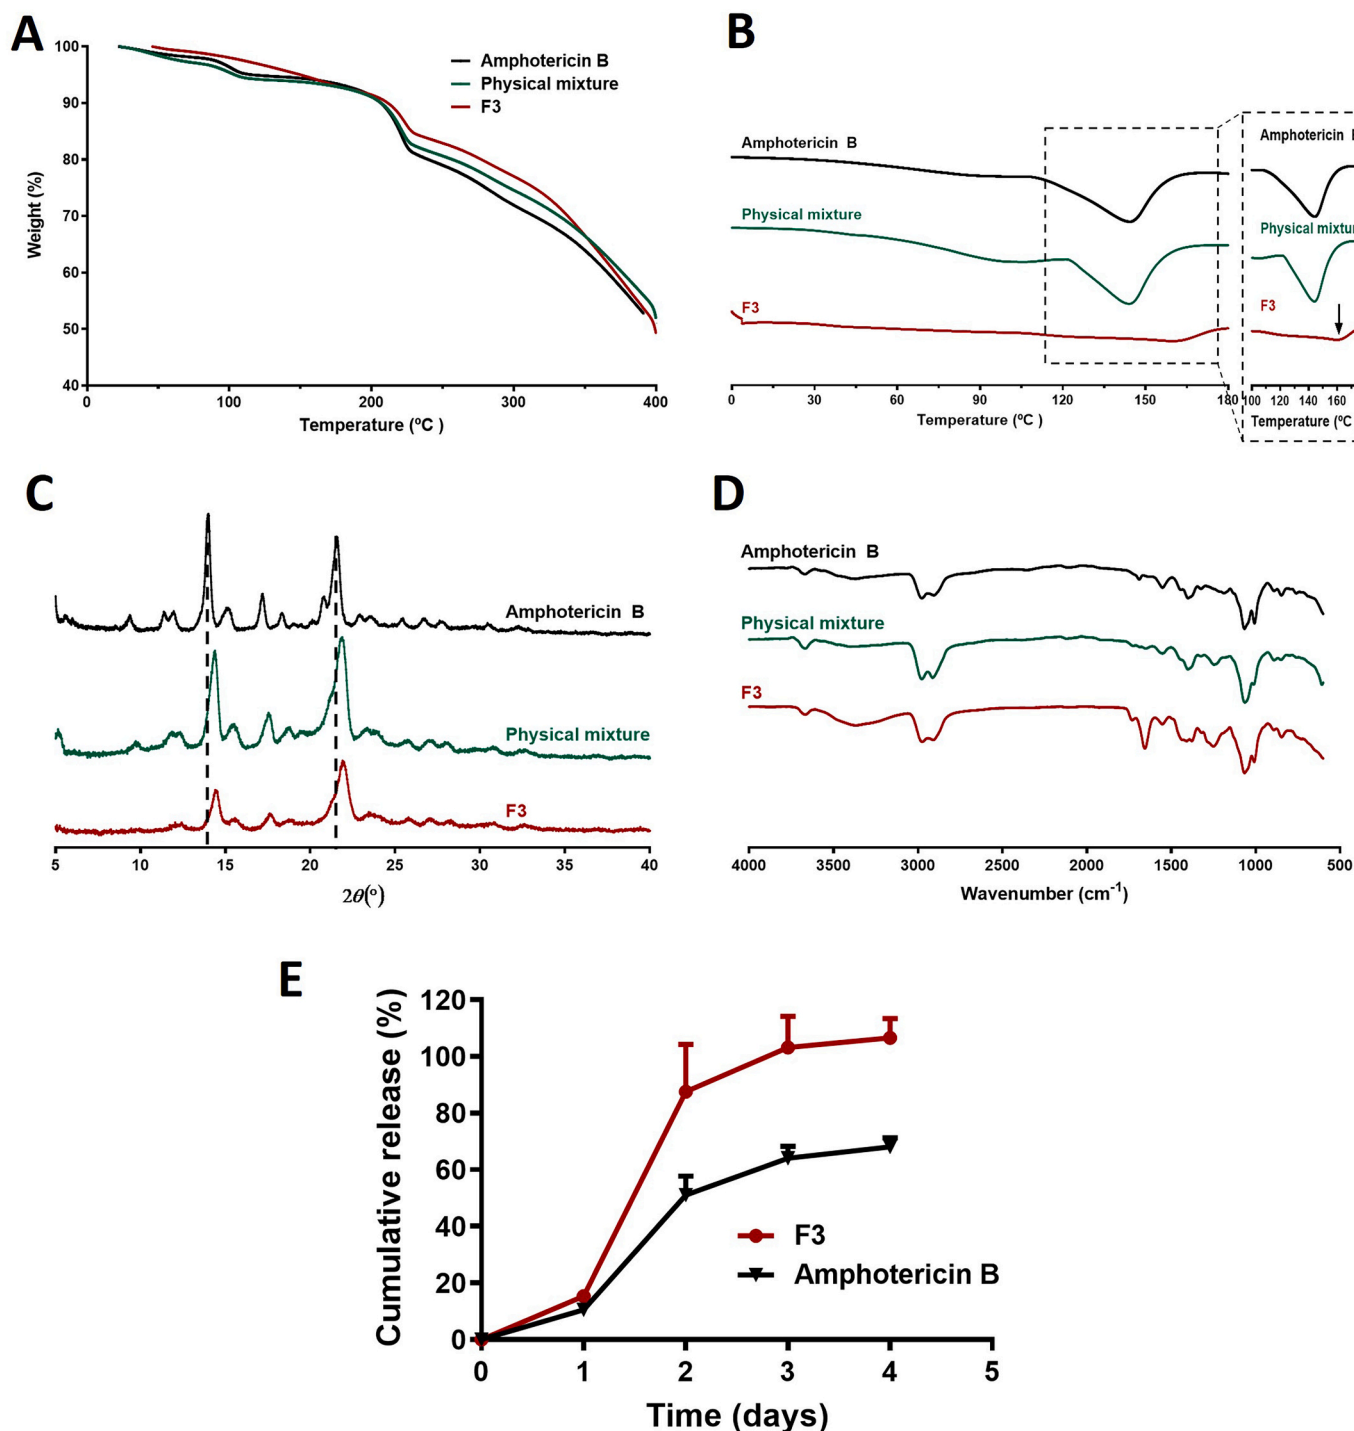 A
100
90
80
70
60
50
40
Weight (%)
Amphotericin B
Physical mixture
F3
0
100
200
300
400
Temperature (ºC )
B
Amphotericin B
Physical mixture
F3
0
30
60
90
120
150
180
Temperature (ºC )
Amphotericin
Physical mixtur
F3
100
120
140
160
Temperature (ºC
C
Amphotericin B
Physical mixture
F3
5
10
15
20
25
30
35
40
2θ(º)
D
Amphotericin B
Physical mixture
F3
4000
3500
3000
2500
2000
1500
1000
500
Wavenumber (cm⁻¹)
E
120
100
80
60
40
20
0
Cumulative release (%)
F3
Amphotericin B
0
1
2
3
4
5
Time (days)